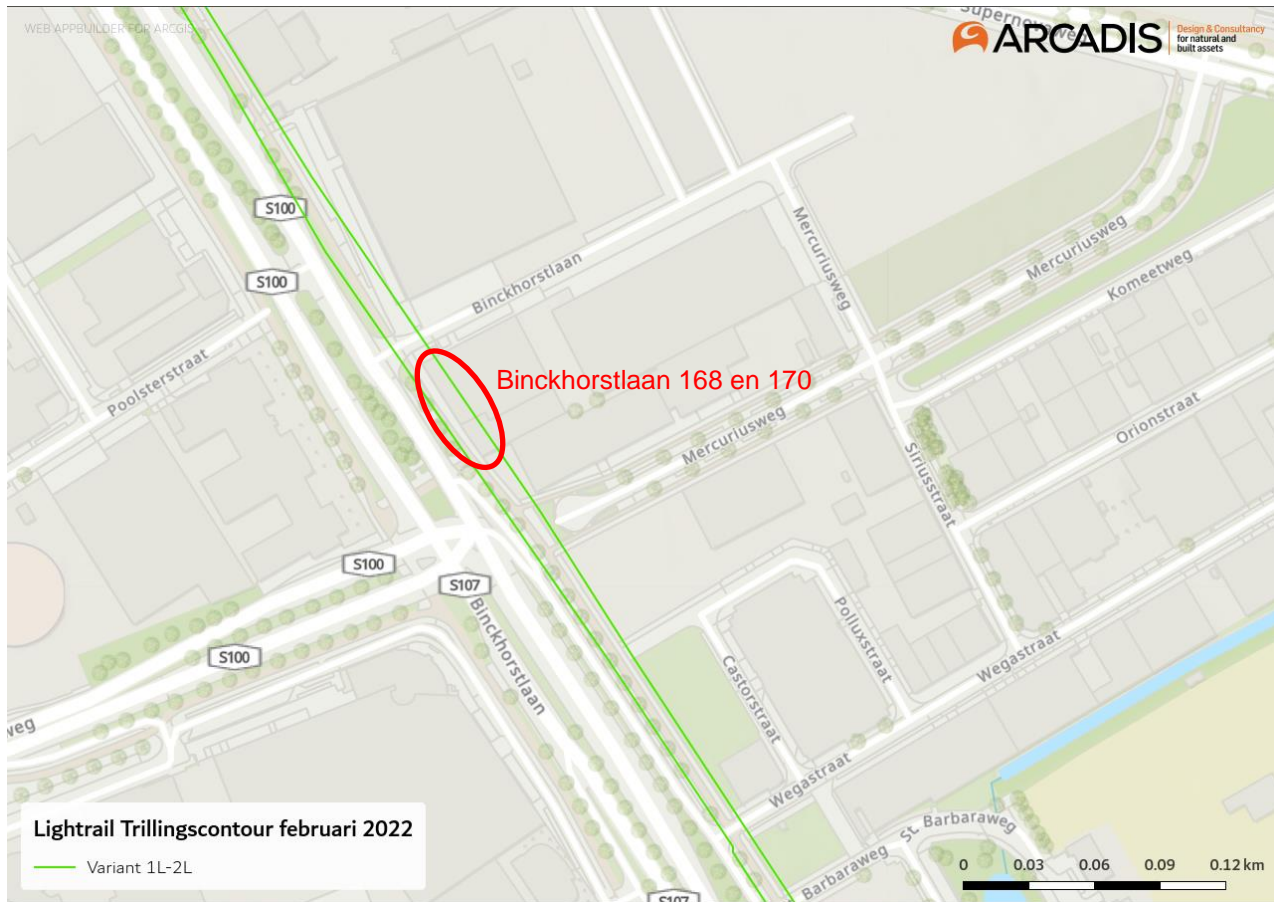 WEB APPBUILDER FOR ARCGIS
Supernovaweg
ARCADIS
Design & Consultancy
for natural and
built assets
S100
S100
Binckhorstlaan
Mercuriusweg
Mercuriusweg
Komeetweg
Poolsterstraat
Binckhorstlaan 168 en 170
Mercuriusweg
Orionstraat
Siriusstraat
S100
S107
Binckhorstlaan
S100
Polluxstraat
Castorstraat
Wegastraat
weg
Wegastraat
St. Barbaraweg
Barbaraweg
S107
Lightrail Trillingscontour februari 2022
Variant 1L-2L
0 0.03 0.06 0.09 0.12 km